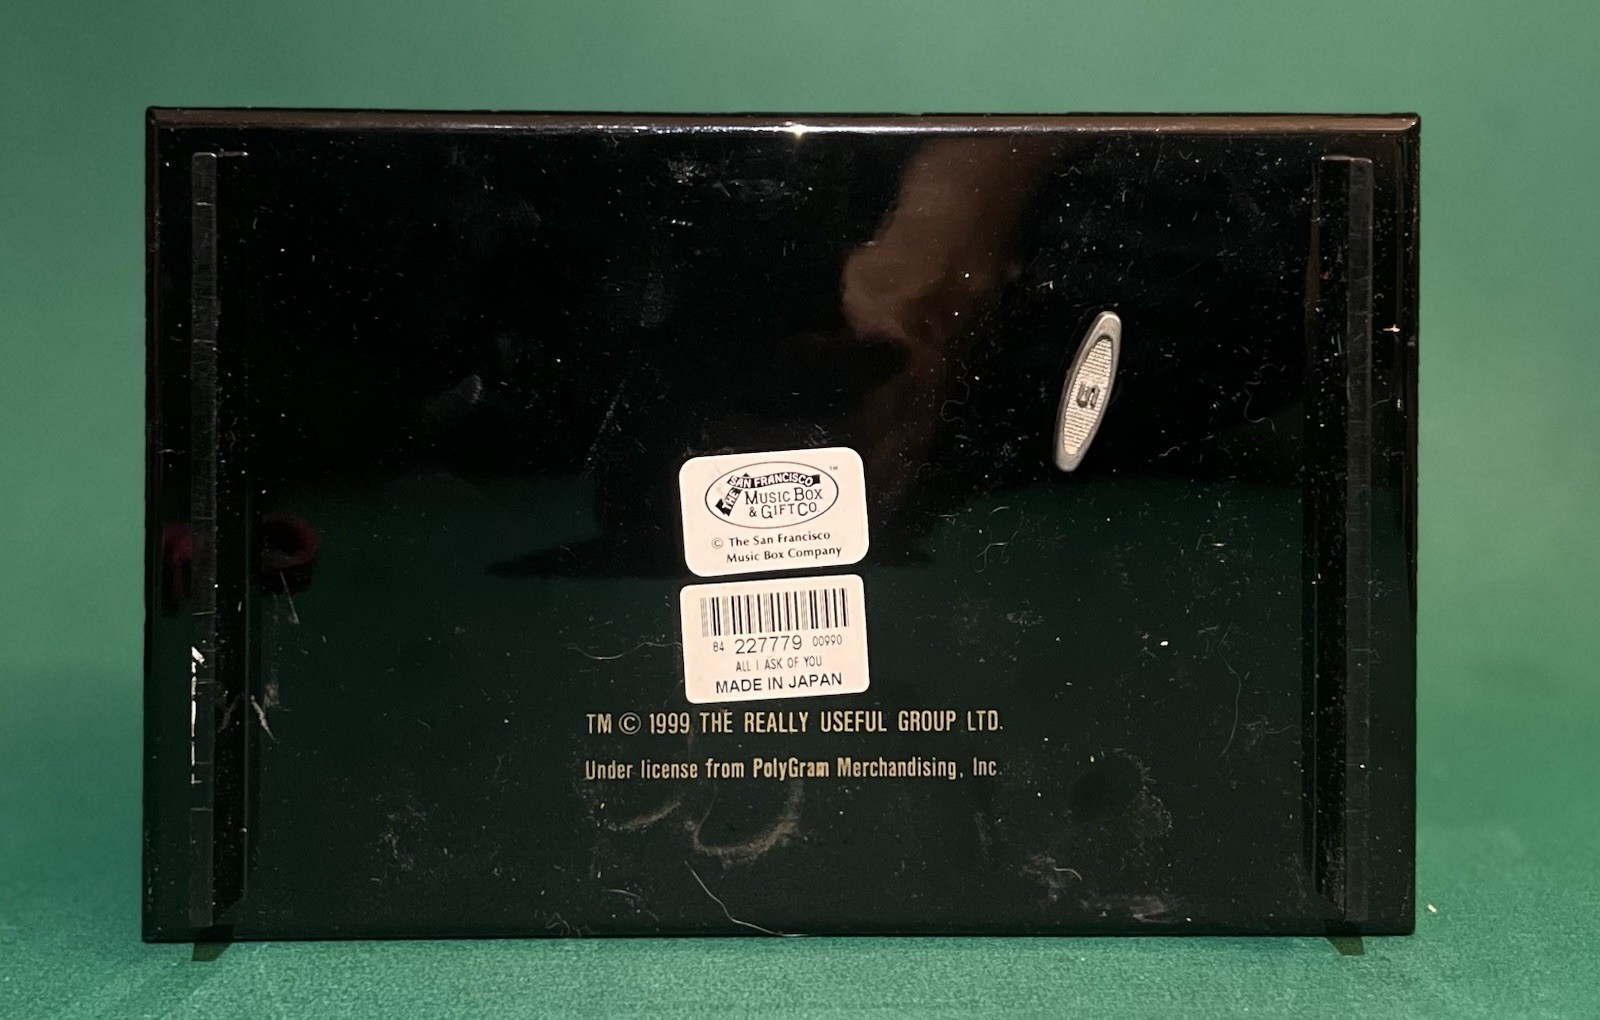 THE SAN FRANCISCO ™
MUSIC BOX
& GIFT CO.
© The San Francisco
Music Box Company
84 227779 00990
ALL I ASK OF YOU
MADE IN JAPAN
TM © 1999 THE REALLY USEFUL GROUP LTD.
Under license from PolyGram Merchandising, Inc.